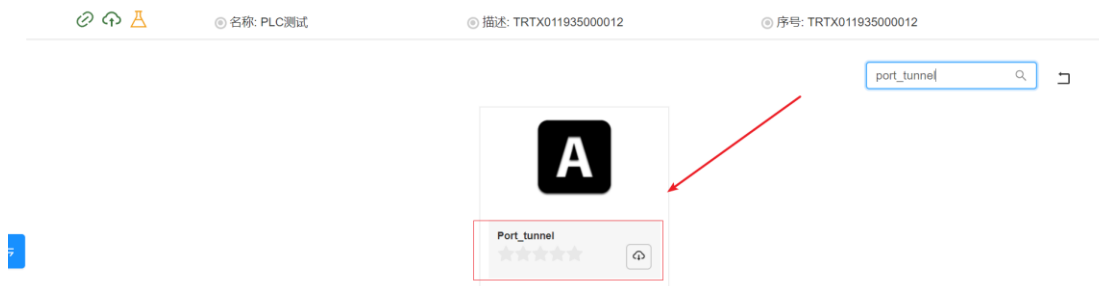 名称: PLC测试
描述: TRTX011935000012
序号: TRTX011935000012
port_tunnel
A
Port_tunnel